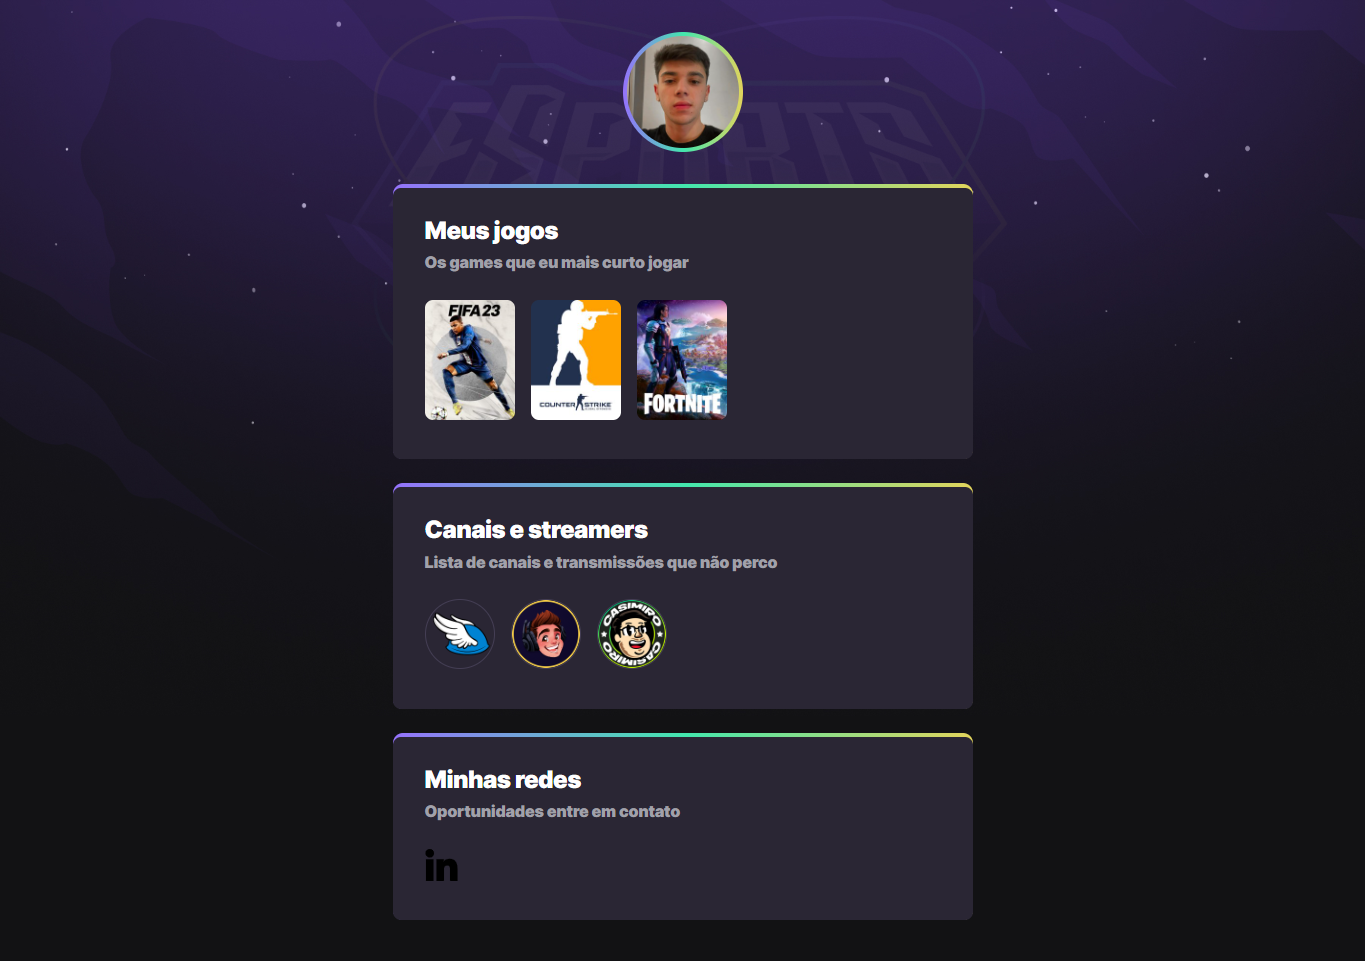 ESPORTS
Meus jogos
Os games que eu mais curto jogar
FIFA 23
COUNTER STRIKE
FORTNITE
Canais e streamers
Lista de canais e transmissões que não perco
CASIMIRO
CASIMIRO
Minhas redes
Oportunidades entre em contato
in